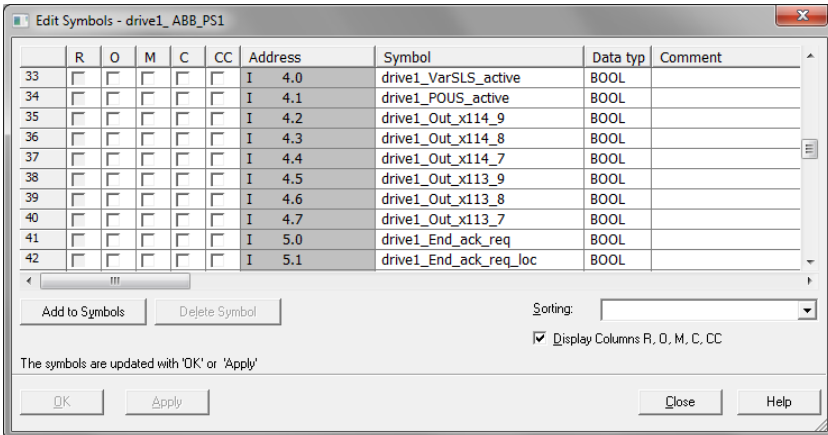 Edit Symbols - drive1_ ABB_PS1
R O M C CC Address Symbol Data typ Comment
33 I 4.0 drive1_VarSLS_active BOOL
34 I 4.1 drive1_POUS_active BOOL
35 I 4.2 drive1_Out_x114_9 BOOL
36 I 4.3 drive1_Out_x114_8 BOOL
37 I 4.4 drive1_Out_x114_7 BOOL
38 I 4.5 drive1_Out_x113_9 BOOL
39 I 4.6 drive1_Out_x113_8 BOOL
40 I 4.7 drive1_Out_x113_7 BOOL
41 I 5.0 drive1_End_ack_req BOOL
42 I 5.1 drive1_End_ack_req_loc BOOL
Add to Symbols Delete Symbol Sorting:
Display Columns R, O, M, C, CC
The symbols are updated with 'OK' or 'Apply'
OK Apply Close Help